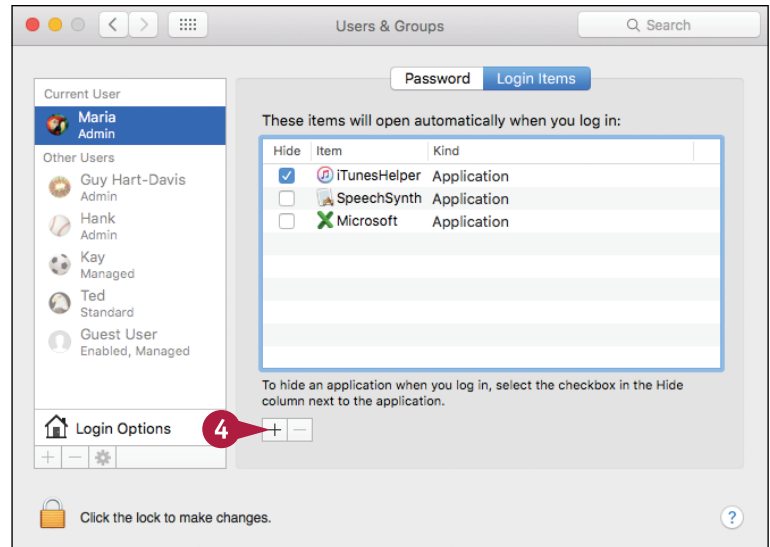 Users & Groups
Search
Password Login Items
Current User
Maria
Admin
Other Users
Guy Hart-Davis
Admin
Hank
Admin
Kay
Managed
Ted
Standard
Guest User
Enabled, Managed
Login Options
These items will open automatically when you log in:
Hide Item Kind
iTunesHelper Application
SpeechSynth Application
Microsoft Application
To hide an application when you log in, select the checkbox in the Hide
column next to the application.
4
+ −
+ −
Click the lock to make changes.
?